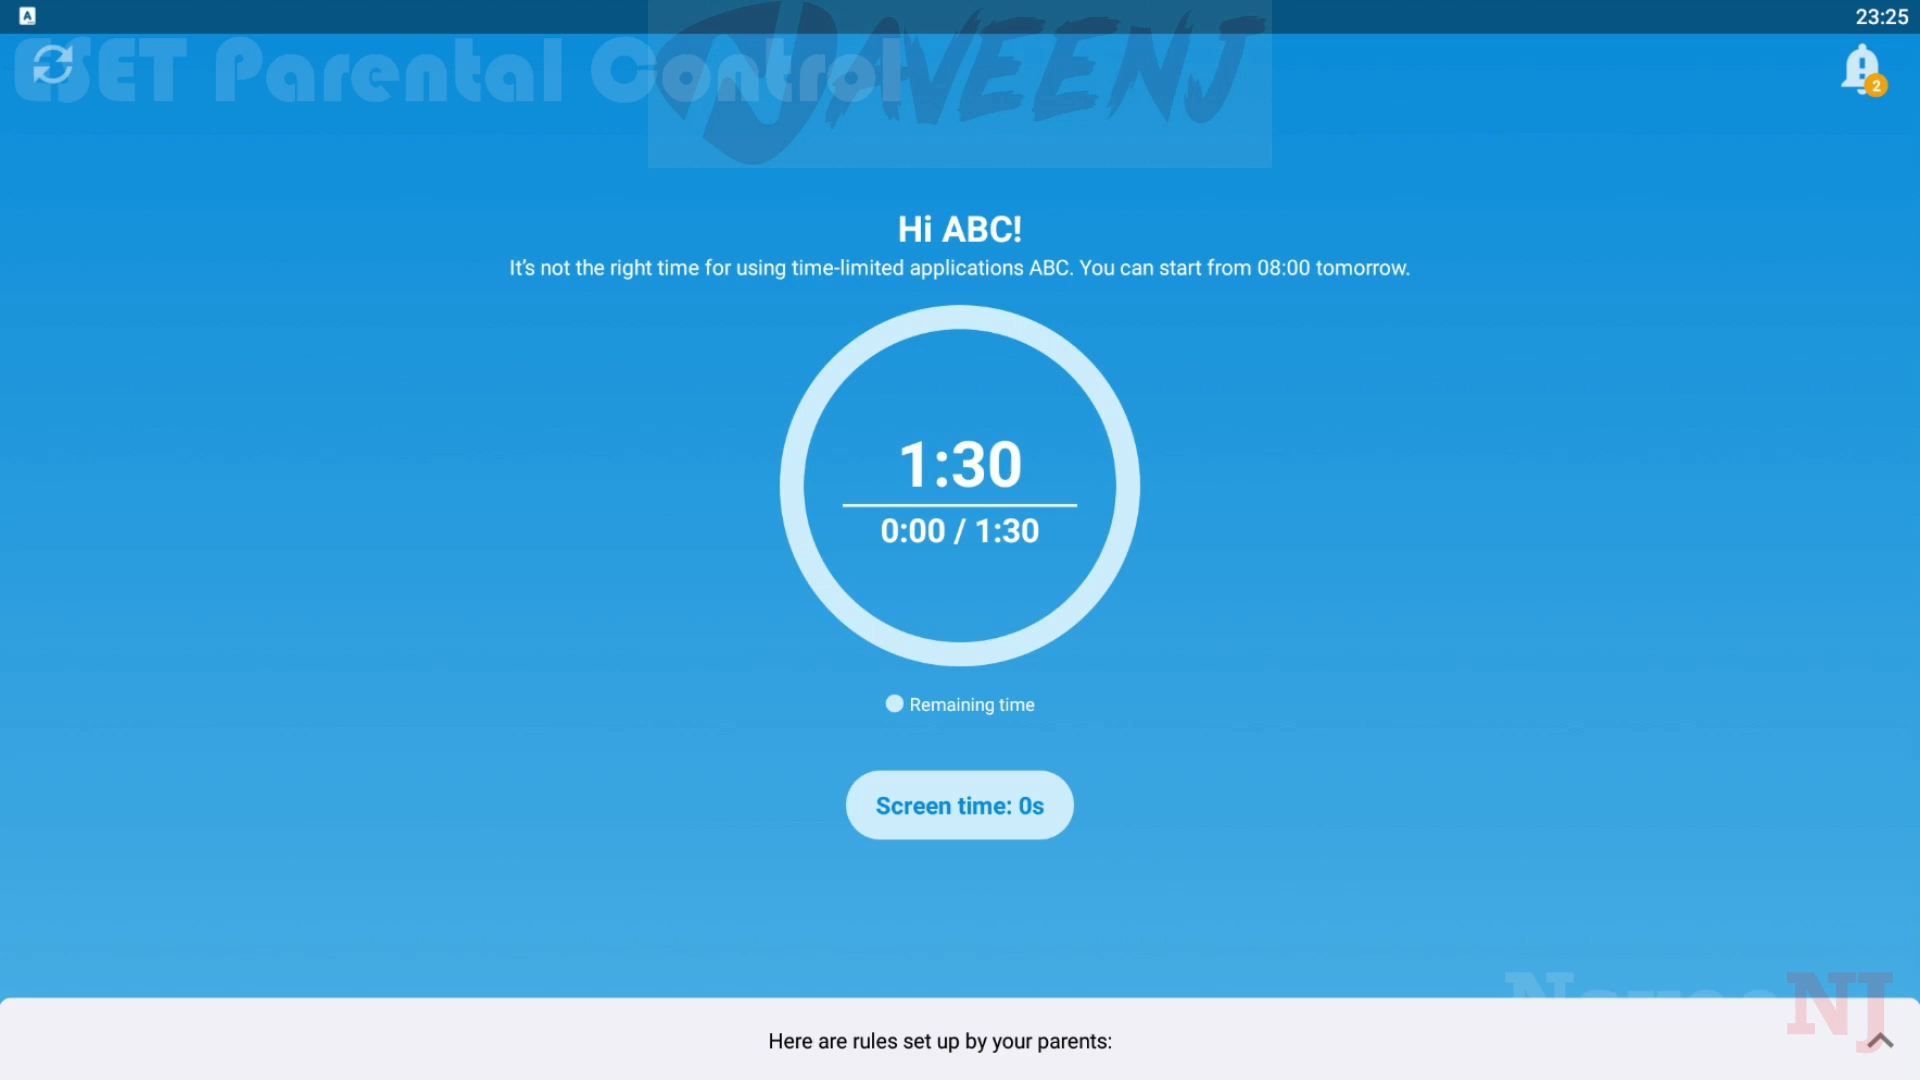 A
23:25
ESET Parental Control
NAVEENJ
2
Hi ABC!
It's not the right time for using time-limited applications ABC. You can start from 08:00 tomorrow.
1:30
0:00 / 1:30
Remaining time
Screen time: 0s
NJ
Here are rules set up by your parents: